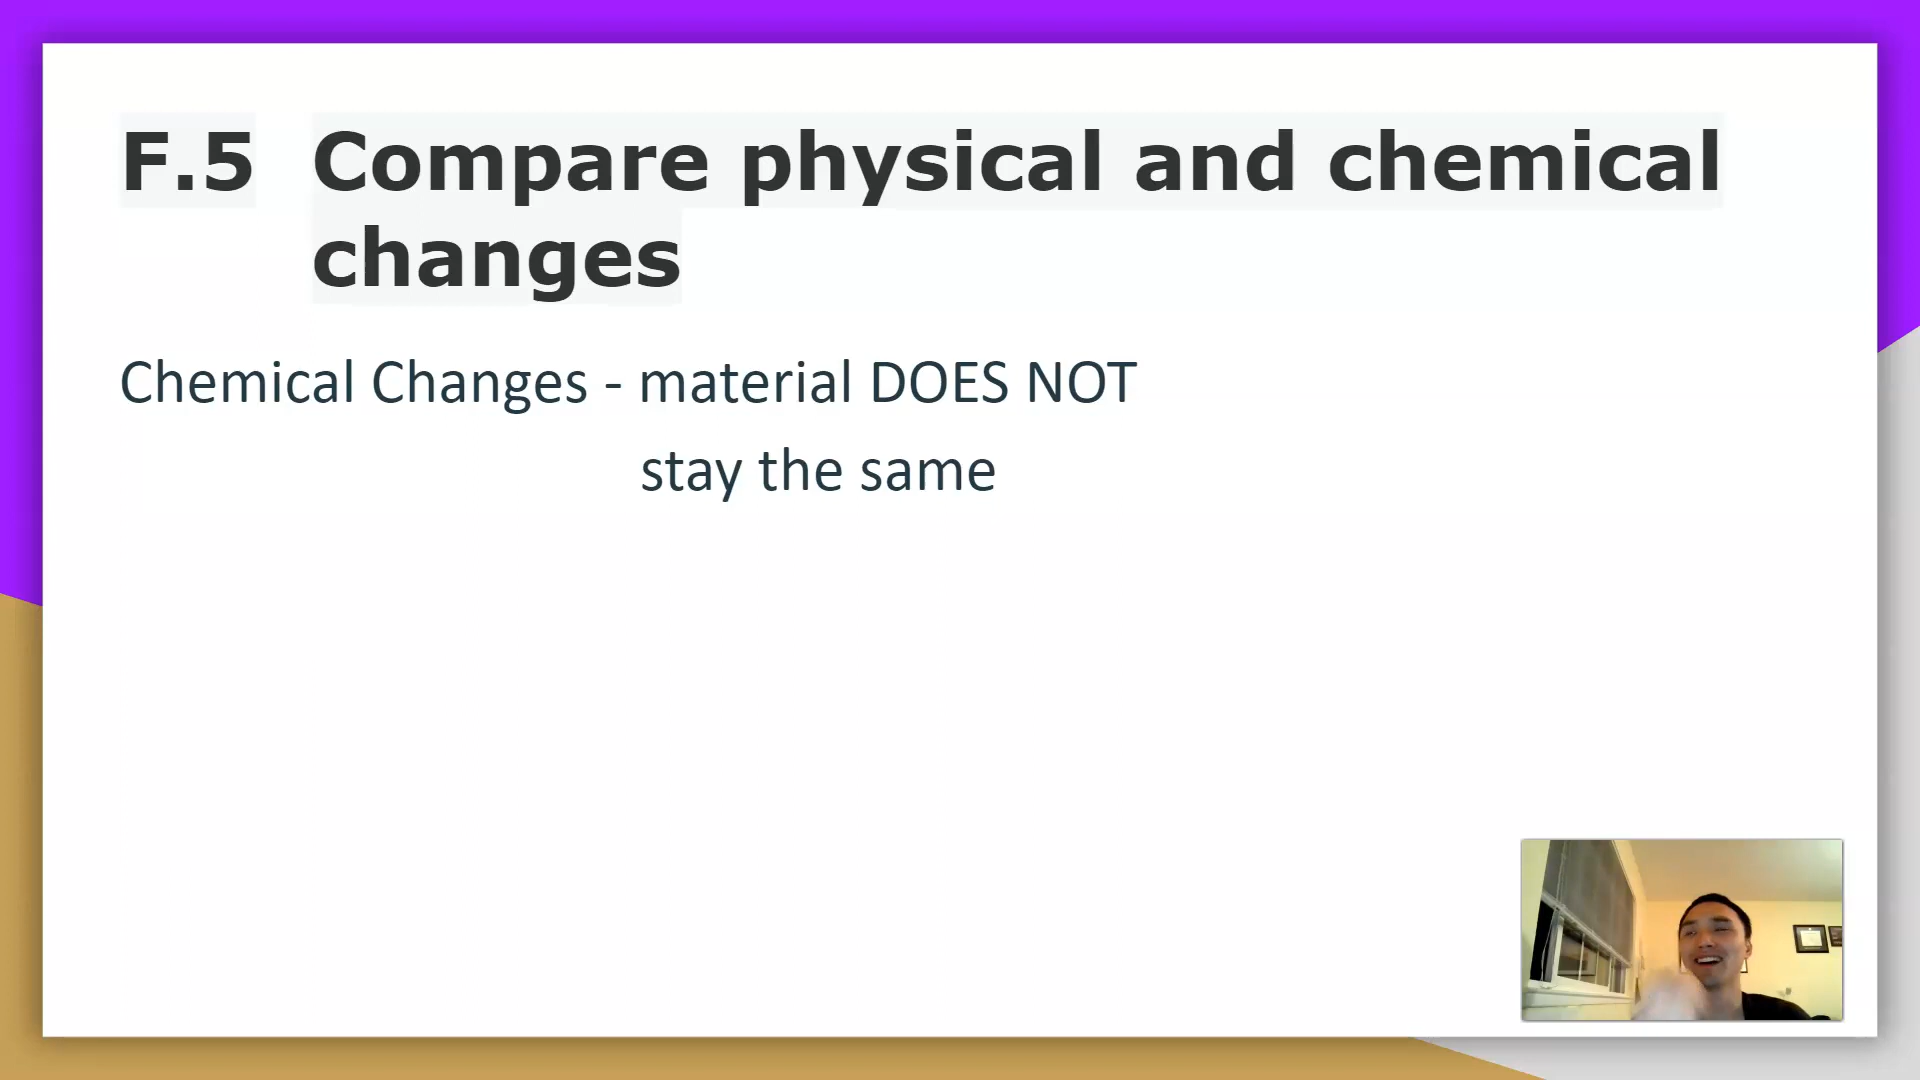 F.5 Compare physical and chemical
changes
Chemical Changes - material DOES NOT
stay the same